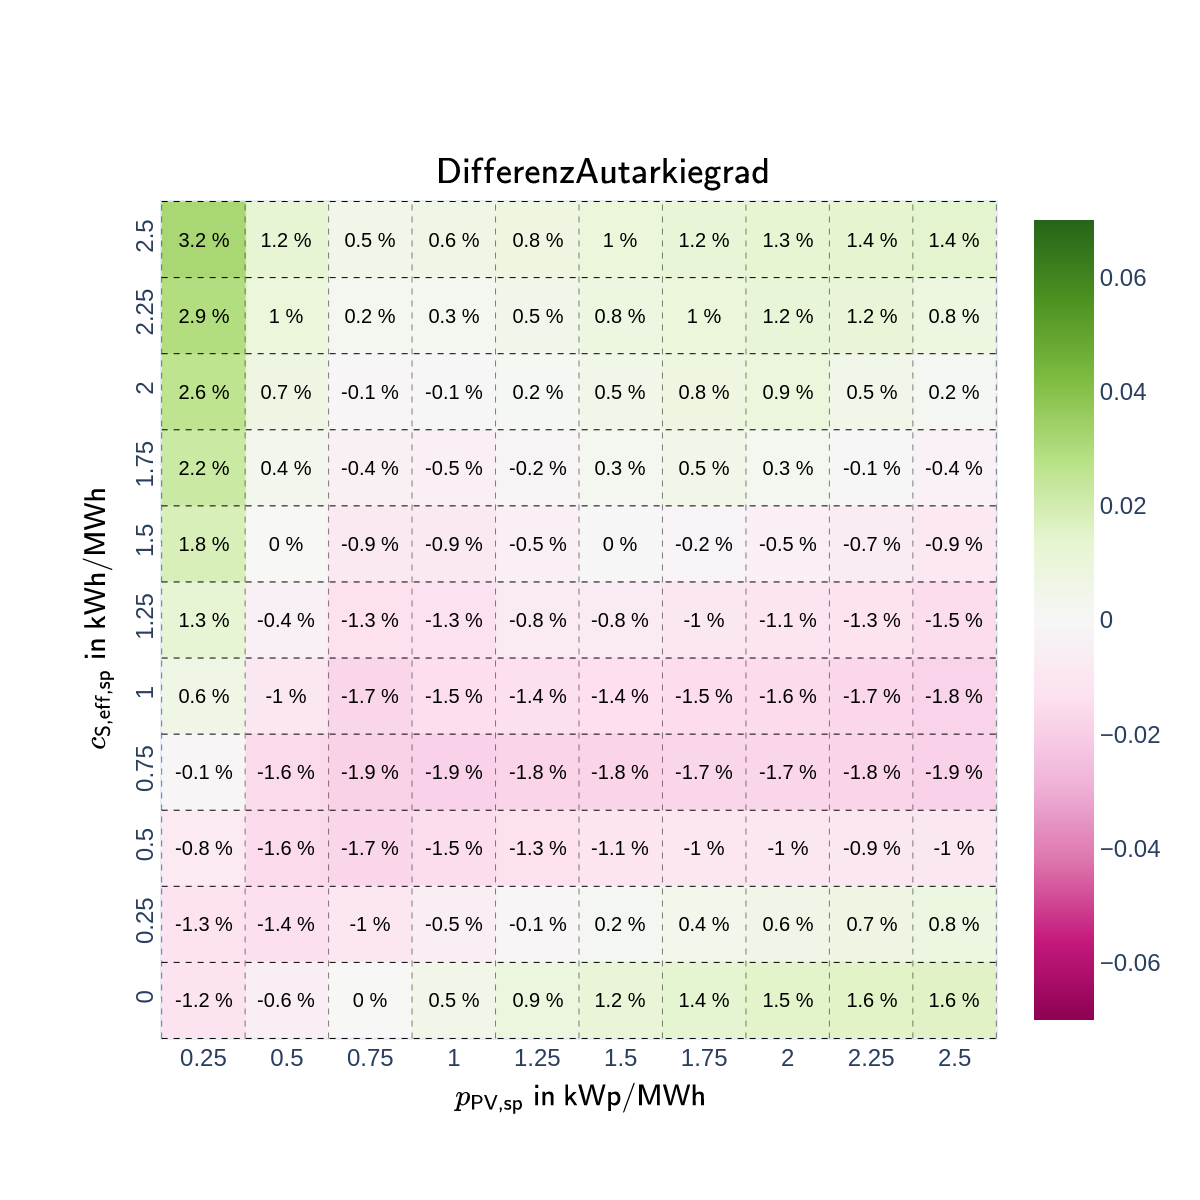 DifferenzAutarkiegrad
2.5 3.2 % 1.2 % 0.5 % 0.6 % 0.8 % 1 % 1.2 % 1.3 % 1.4 % 1.4 %
2.25 2.9 % 1 % 0.2 % 0.3 % 0.5 % 0.8 % 1 % 1.2 % 1.2 % 0.8 %
2 2.6 % 0.7 % -0.1 % -0.1 % 0.2 % 0.5 % 0.8 % 0.9 % 0.5 % 0.2 %
1.75 2.2 % 0.4 % -0.4 % -0.5 % -0.2 % 0.3 % 0.5 % 0.3 % -0.1 % -0.4 %
1.5 1.8 % 0 % -0.9 % -0.9 % -0.5 % 0 % -0.2 % -0.5 % -0.7 % -0.9 %
1.25 1.3 % -0.4 % -1.3 % -1.3 % -0.8 % -0.8 % -1 % -1.1 % -1.3 % -1.5 %
1 0.6 % -1 % -1.7 % -1.5 % -1.4 % -1.4 % -1.5 % -1.6 % -1.7 % -1.8 %
0.75 -0.1 % -1.6 % -1.9 % -1.9 % -1.8 % -1.8 % -1.7 % -1.7 % -1.8 % -1.9 %
0.5 -0.8 % -1.6 % -1.7 % -1.5 % -1.3 % -1.1 % -1 % -1 % -0.9 % -1 %
0.25 -1.3 % -1.4 % -1 % -0.5 % -0.1 % 0.2 % 0.4 % 0.6 % 0.7 % 0.8 %
0 -1.2 % -0.6 % 0 % 0.5 % 0.9 % 1.2 % 1.4 % 1.5 % 1.6 % 1.6 %
0.25 0.5 0.75 1 1.25 1.5 1.75 2 2.25 2.5
p PV,sp in kWp/MWh
c S,eff,sp in kWh/MWh
0.06
0.04
0.02
0
−0.02
−0.04
−0.06